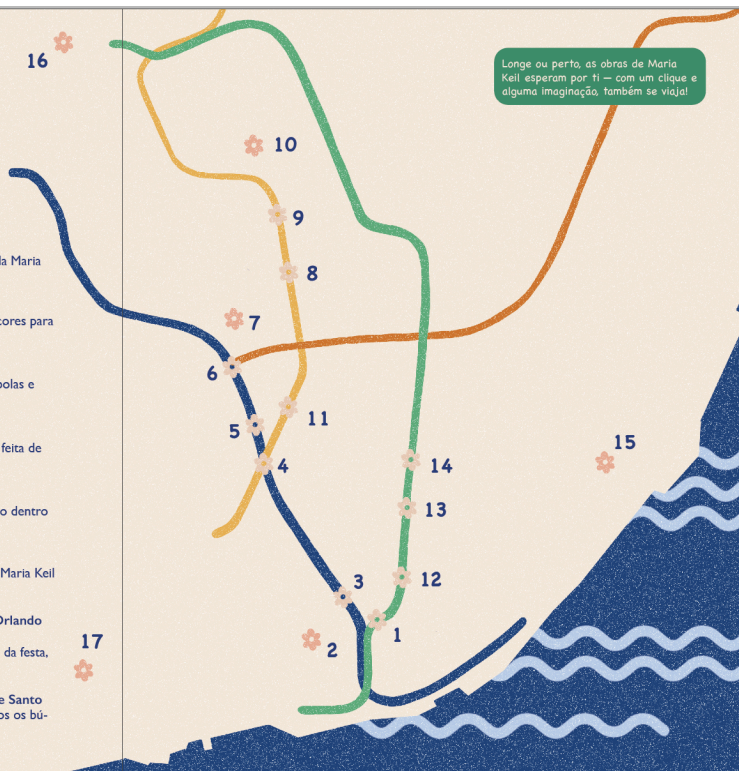 16
Longe ou perto, as obras de Maria
Keil esperam por ti — com um clique e
alguma imaginação, também se viaja!
10
9
da Maria
8
cores para
7
6
polas e
11
5
feita de
4
14
15
o dentro
13
Maria Keil
12
3
Orlando
1
da festa,
2
17
e Santo
os os bú-